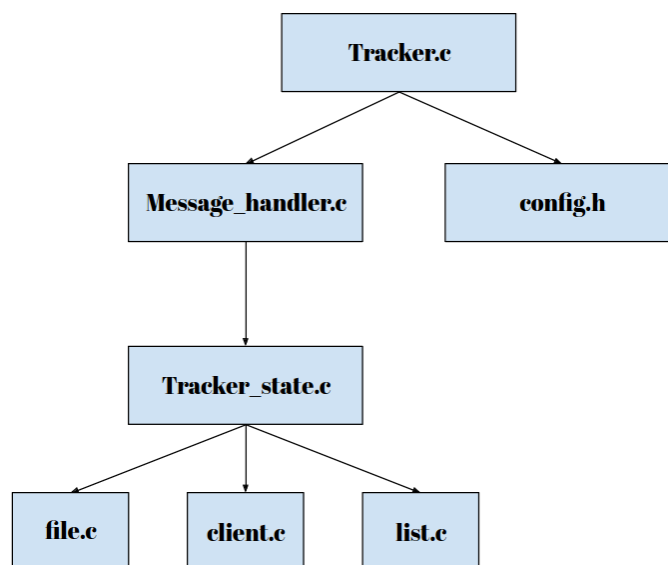 Tracker.c
Message_handler.c
config.h
Tracker_state.c
file.c
client.c
list.c